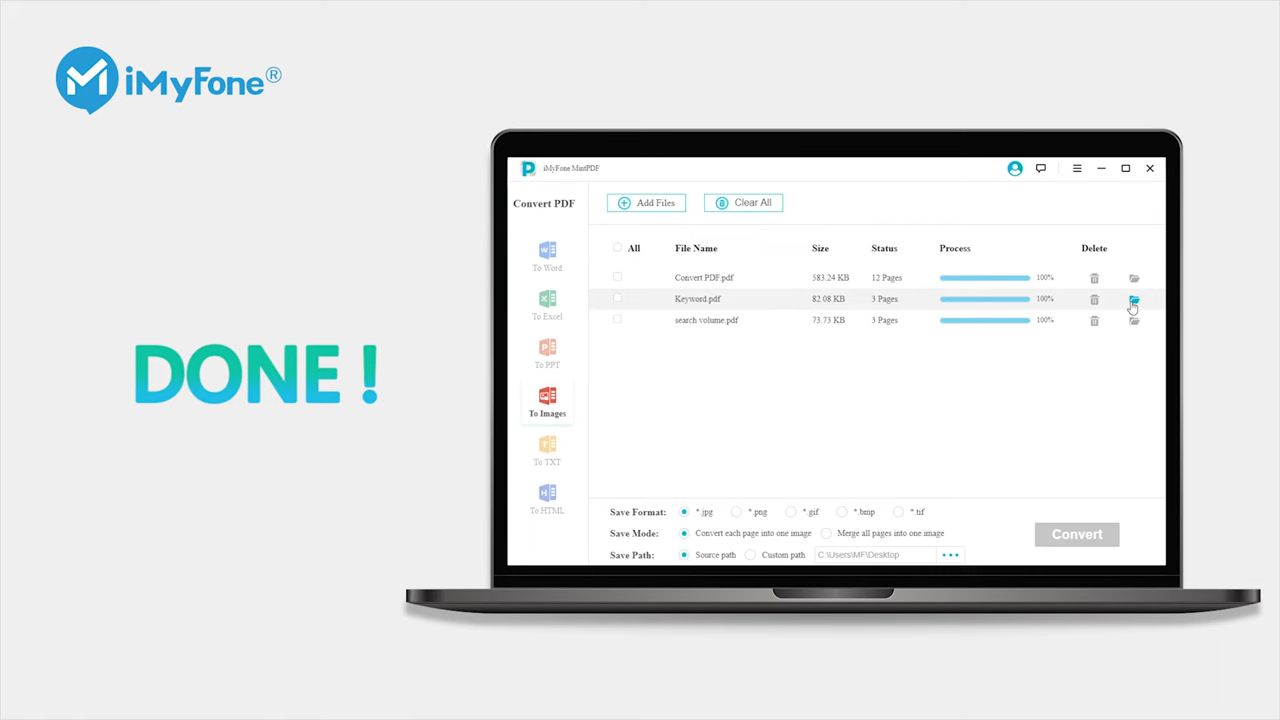 iMyFone®
DONE !
iMyFone MintPDF
Convert PDF
Add Files
Clear All
All File Name Size Status Process Delete
Convert PDF.pdf 583.24 KB 12 Pages 100%
Keyword.pdf 82.08 KB 3 Pages 100%
search volume.pdf 73.73 KB 3 Pages 100%
To Word
To Excel
To PPT
To Images
To TXT
To HTML
Save Format: *.jpg *.png *.gif *.bmp *.tif
Save Mode: Convert each page into one image Merge all pages into one image
Save Path: Source path Custom path C:\Users\MF\Desktop
Convert